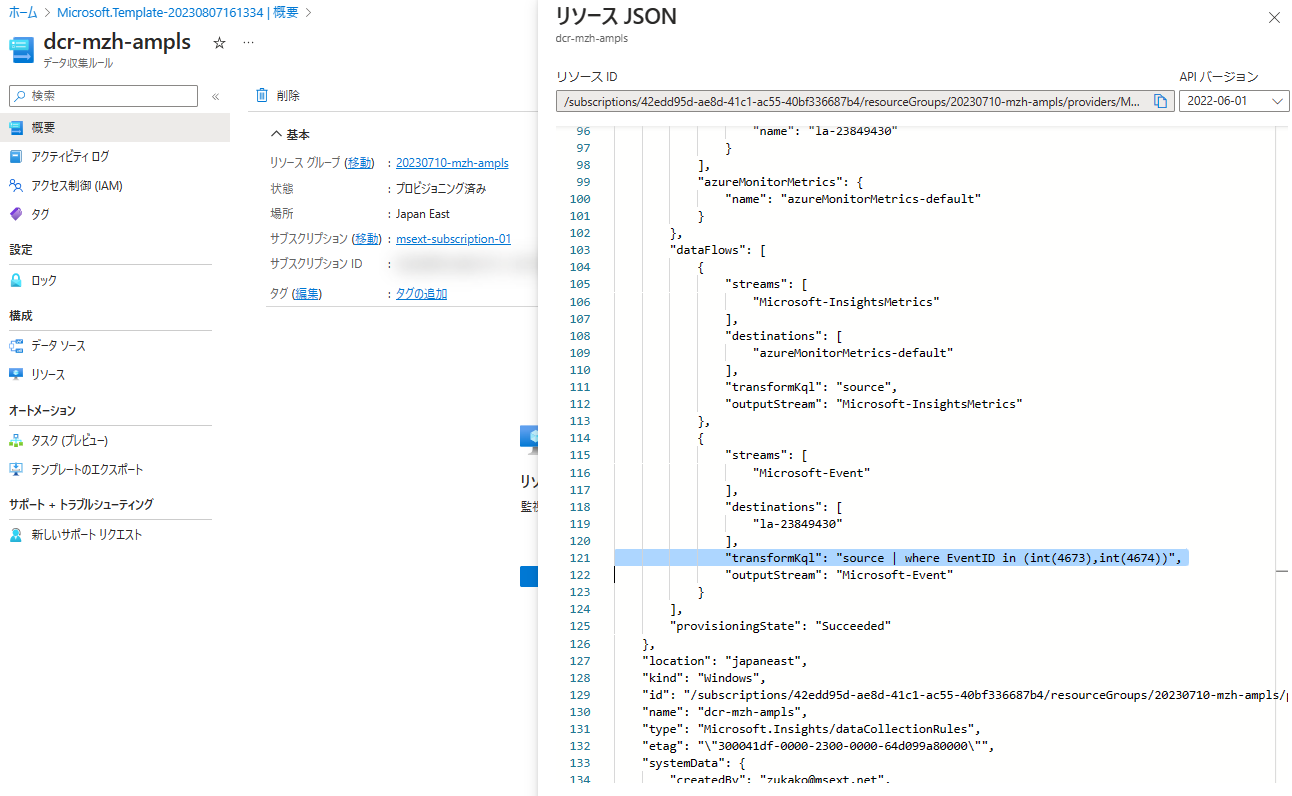 ホーム > Microsoft.Template-20230807161334 | 概要 >
dcr-mzh-ampls ☆ …
データ収集ルール
検索 «
概要
アクティビティ ログ
アクセス制御 (IAM)
タグ
設定
ロック
構成
データ ソース
リソース
オートメーション
タスク (プレビュー)
テンプレートのエクスポート
サポート + トラブルシューティング
新しいサポート リクエスト
削除
基本
リソース グループ (移動) : 20230710-mzh-ampls
状態 : プロビジョニング済み
場所 : Japan East
サブスクリプション (移動) : msext-subscription-01
サブスクリプション ID :
タグ (編集) : タグの追加
リソ
監視
リソース JSON
dcr-mzh-ampls
リソース ID
/subscriptions/42edd95d-ae8d-41c1-ac55-40bf336687b4/resourceGroups/20230710-mzh-ampls/providers/M...
API バージョン
2022-06-01
96 "name": "la-23849430"
97 }
98 ],
99 "azureMonitorMetrics": {
100 "name": "azureMonitorMetrics-default"
101 }
102 },
103 "dataFlows": [
104 {
105 "streams": [
106 "Microsoft-InsightsMetrics"
107 ],
108 "destinations": [
109 "azureMonitorMetrics-default"
110 ],
111 "transformKql": "source",
112 "outputStream": "Microsoft-InsightsMetrics"
113 },
114 {
115 "streams": [
116 "Microsoft-Event"
117 ],
118 "destinations": [
119 "la-23849430"
120 ],
121 "transformKql": "source | where EventID in (int(4673),int(4674))",
122 "outputStream": "Microsoft-Event"
123 }
124 ],
125 "provisioningState": "Succeeded"
126 },
127 "location": "japaneast",
128 "kind": "Windows",
129 "id": "/subscriptions/42edd95d-ae8d-41c1-ac55-40bf336687b4/resourceGroups/20230710-mzh-ampls/p
130 "name": "dcr-mzh-ampls",
131 "type": "Microsoft.Insights/dataCollectionRules",
132 "etag": "\"300041df-0000-2300-0000-64d099a80000\"",
133 "systemData": {
134 "createdBy": "zukako@msext.net",